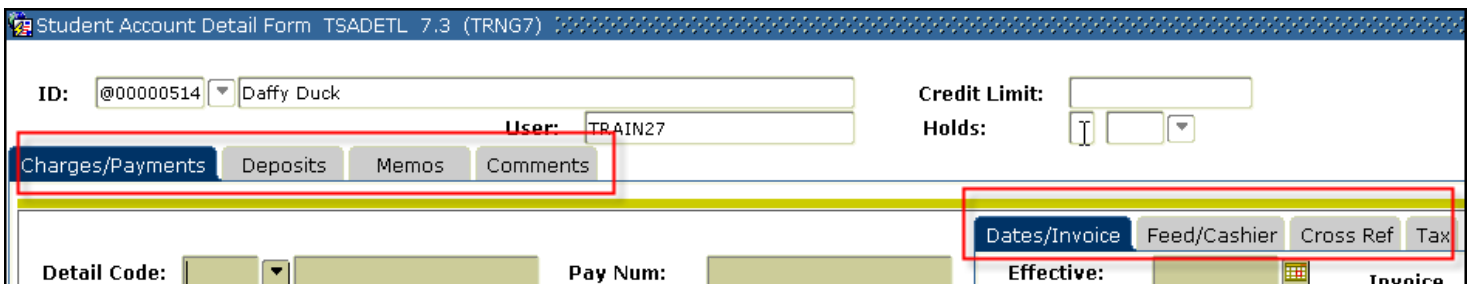 Student Account Detail Form TSADETL 7.3 (TRNG7)
ID: @00000514 Daffy Duck Credit Limit:
User: TRAIN27 Holds:
Charges/Payments Deposits Memos Comments
Dates/Invoice Feed/Cashier Cross Ref Tax
Detail Code: Pay Num: Effective: Invoice